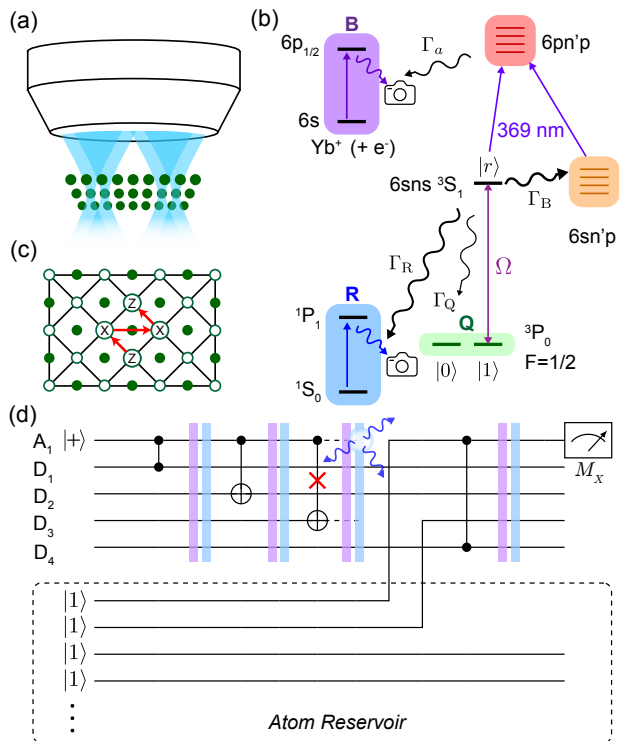 (a)
(b)
B
6p1/2
6s
Yb⁺ (+ e⁻)
Γa
6pn'p
369 nm
|r⟩
6sns ³S₁
ΓB
6sn'p
ΓR
ΓQ
Ω
R
¹P₁
¹S₀
Q
³P₀
F=1/2
|0⟩ |1⟩
(c)
Z
X X
Z
(d)
A₁ |+⟩
D₁
D₂
D₃
D₄
M_X
|1⟩
|1⟩
|1⟩
|1⟩
Atom Reservoir